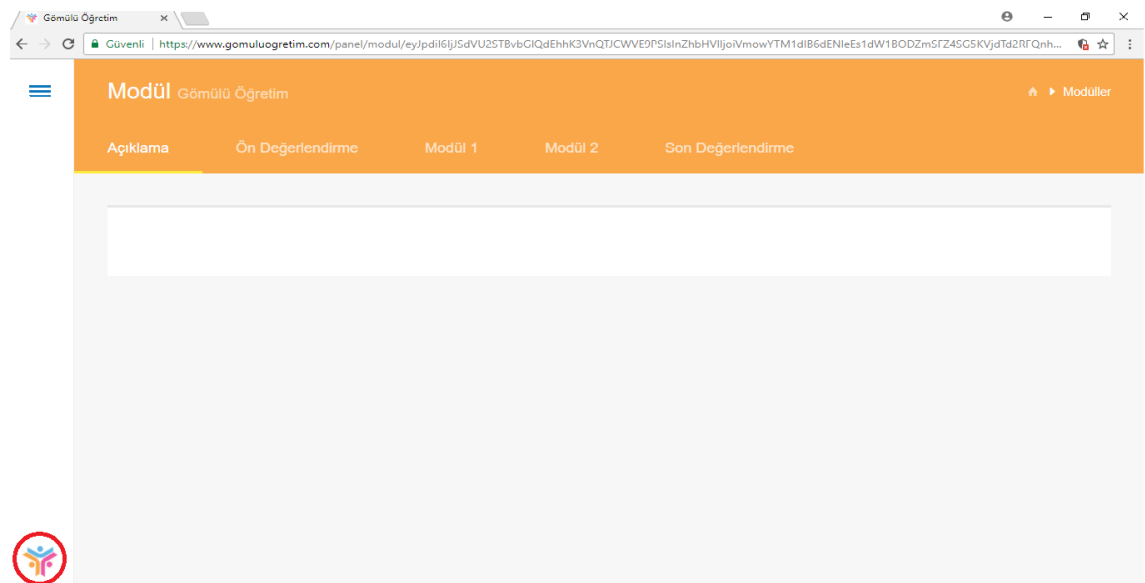 Gömülü Öğretim
Güvenli | https://www.gomuluogretim.com/panel/modul/
Modül Gömülü Öğretim
Modüller
Açıklama Ön Değerlendirme Modül 1 Modül 2 Son Değerlendirme